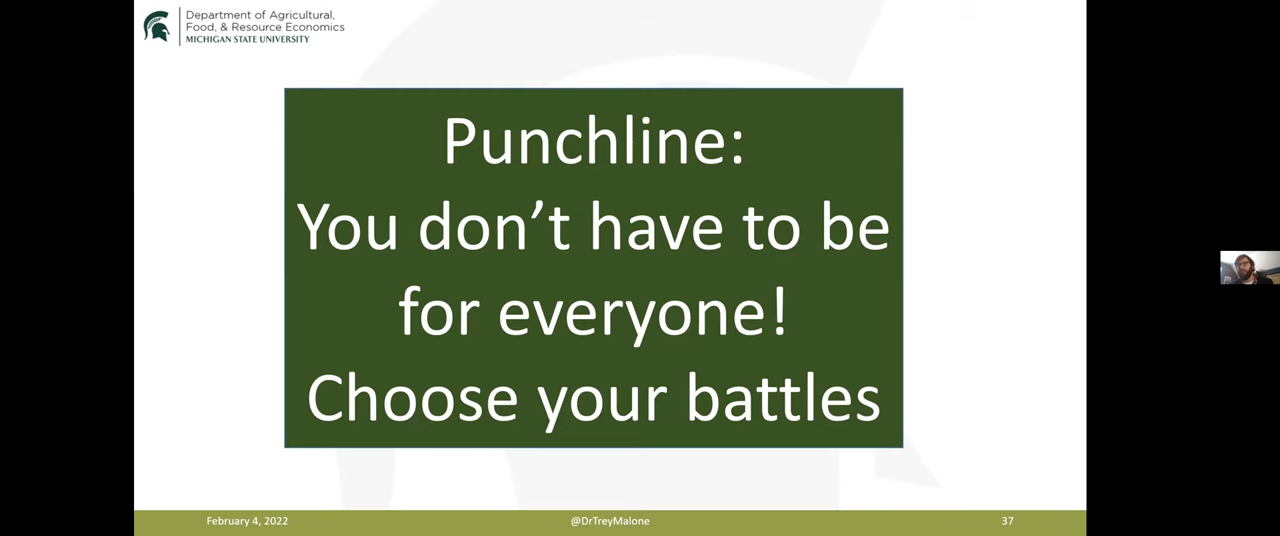 Department of Agricultural,
Food, & Resource Economics
MICHIGAN STATE UNIVERSITY
Punchline:
You don’t have to be
for everyone!
Choose your battles
February 4, 2022
@DrTreyMalone
37